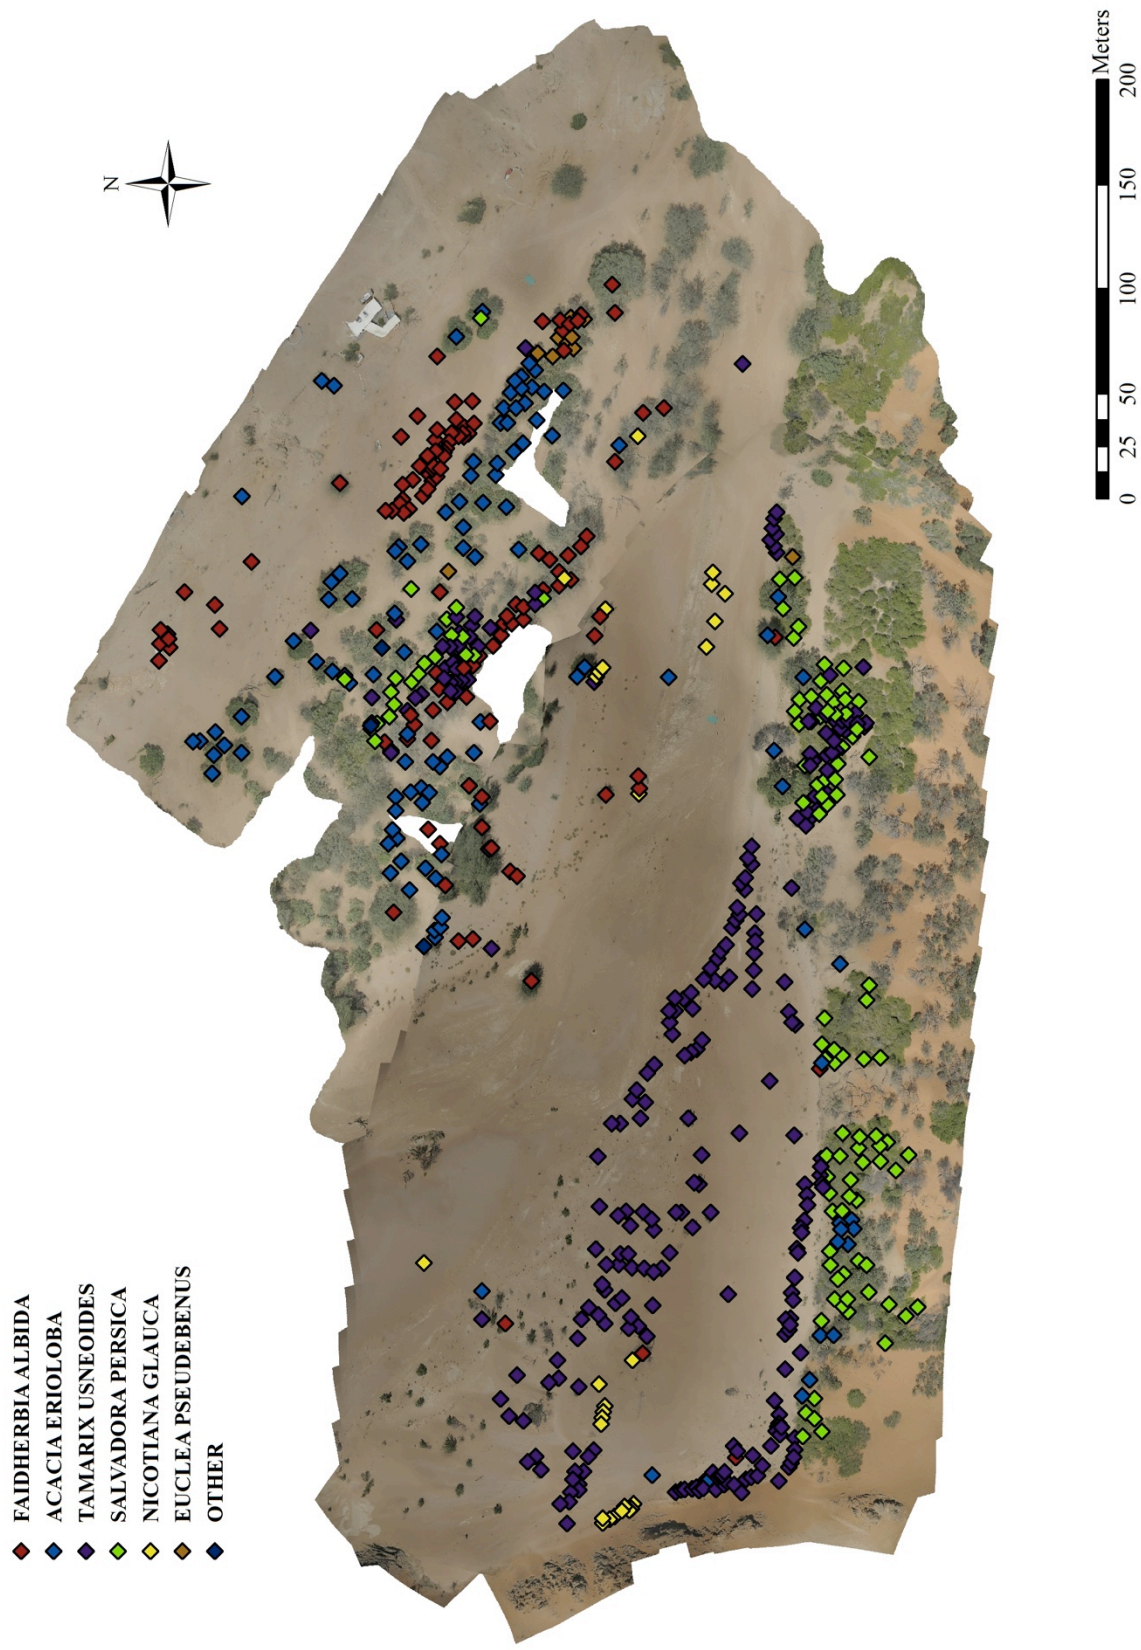 FAIDHERBIA ALBIDA
ACACIA ERIOLOBA
TAMARIX USNEOIDES
SALVADORA PERSICA
NICOTIANA GLAUCA
EUCLEA PSEUDEBENUS
OTHER
N
0 25 50 100 150 200
Meters